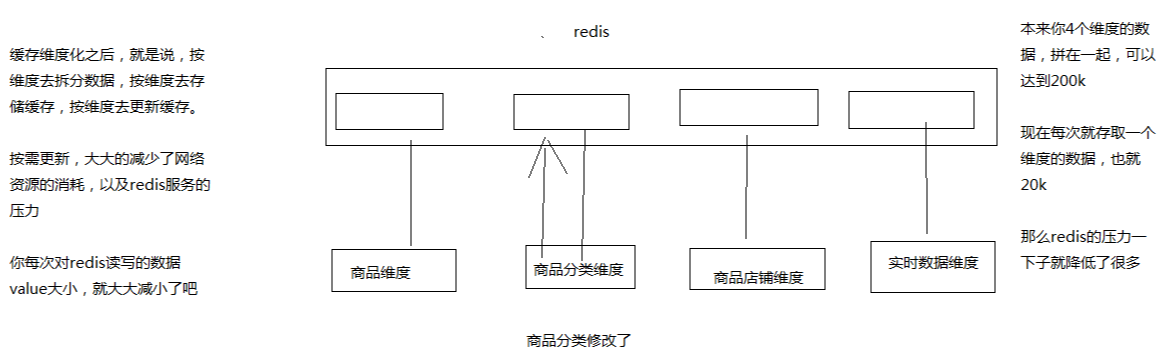 缓存维度化之后，就是说，按
维度去拆分数据，按维度去存
储缓存，按维度去更新缓存。
按需更新，大大的减少了网络
资源的消耗，以及redis服务的
压力
你每次对redis读写的数据
value大小，就大大减小了吧
、 redis
商品维度
商品分类维度
商品店铺维度
实时数据维度
商品分类修改了
本来你4个维度的数
据，拼在一起，可以
达到200k
现在每次就存取一个
维度的数据，也就
20k
那么redis的压力一
下子就降低了很多